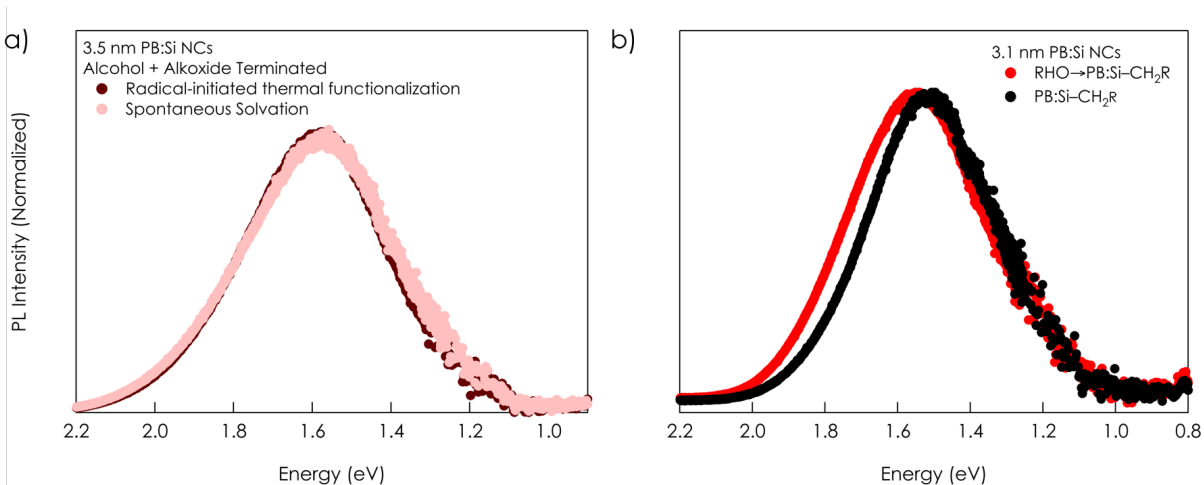 a)
3.5 nm PB:Si NCs
Alcohol + Alkoxide Terminated
Radical-initiated thermal functionalization
Spontaneous Solvation
PL Intensity (Normalized)
2.2 2.0 1.8 1.6 1.4 1.2 1.0
Energy (eV)
b)
3.1 nm PB:Si NCs
RHO→PB:Si–CH₂R
PB:Si–CH₂R
2.2 2.0 1.8 1.6 1.4 1.2 1.0 0.8
Energy (eV)